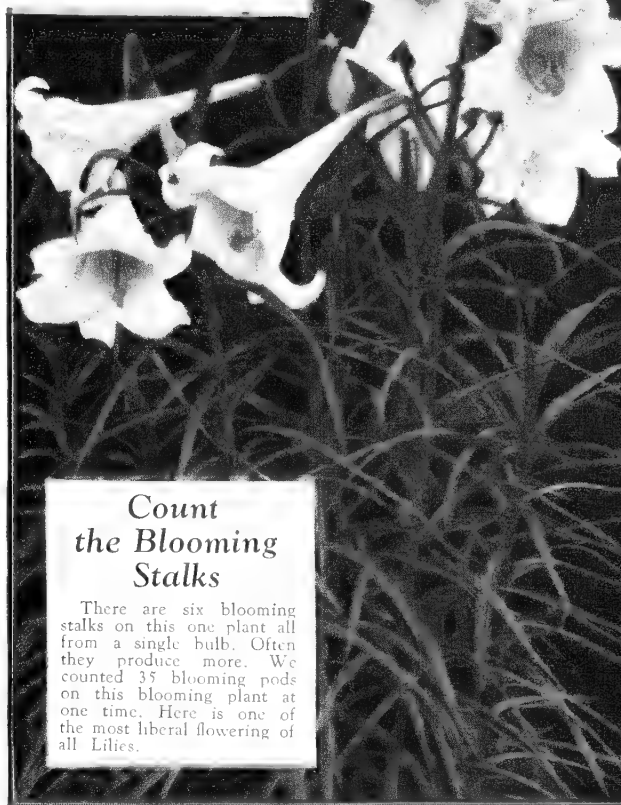 Count
the Blooming
Stalks
There are six blooming
stalks on this one plant all
from a single bulb. Often
they produce more. We
counted 35 blooming pods
on this blooming plant at
one time. Here is one of
the most liberal flowering of
all Lilies.